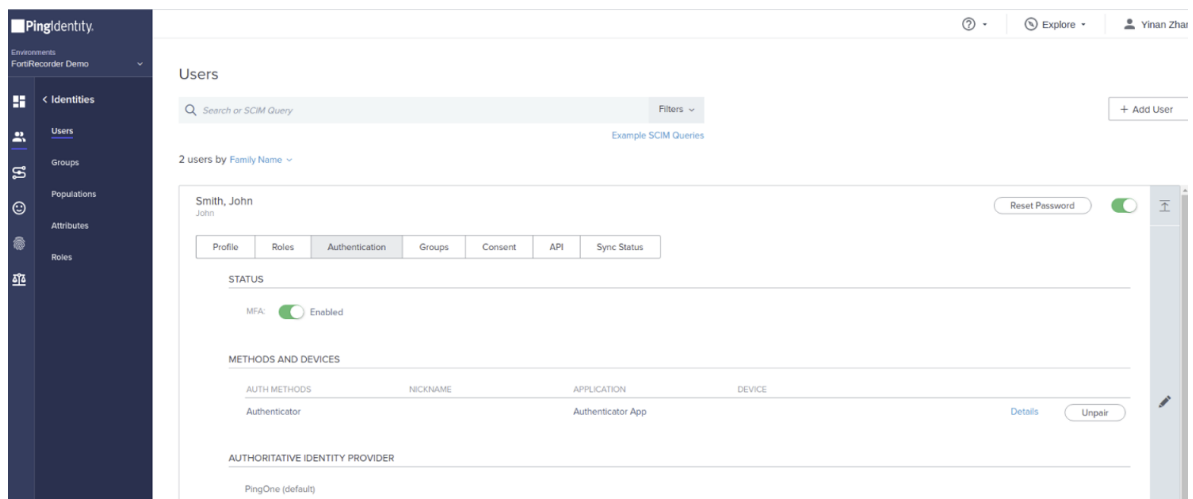 PingIdentity.
Explore
Yinan Zhan
Environments
FortiRecorder Demo
< Identities
Users
Groups
Populations
Attributes
Roles
Users
Search or SCIM Query
Filters
+ Add User
Example SCIM Queries
2 users by Family Name
Smith, John
John
Reset Password
Profile Roles Authentication Groups Consent API Sync Status
STATUS
MFA: Enabled
METHODS AND DEVICES
AUTH METHODS NICKNAME APPLICATION DEVICE
Authenticator Authenticator App Details Unpair
AUTHORITATIVE IDENTITY PROVIDER
PingOne (default)